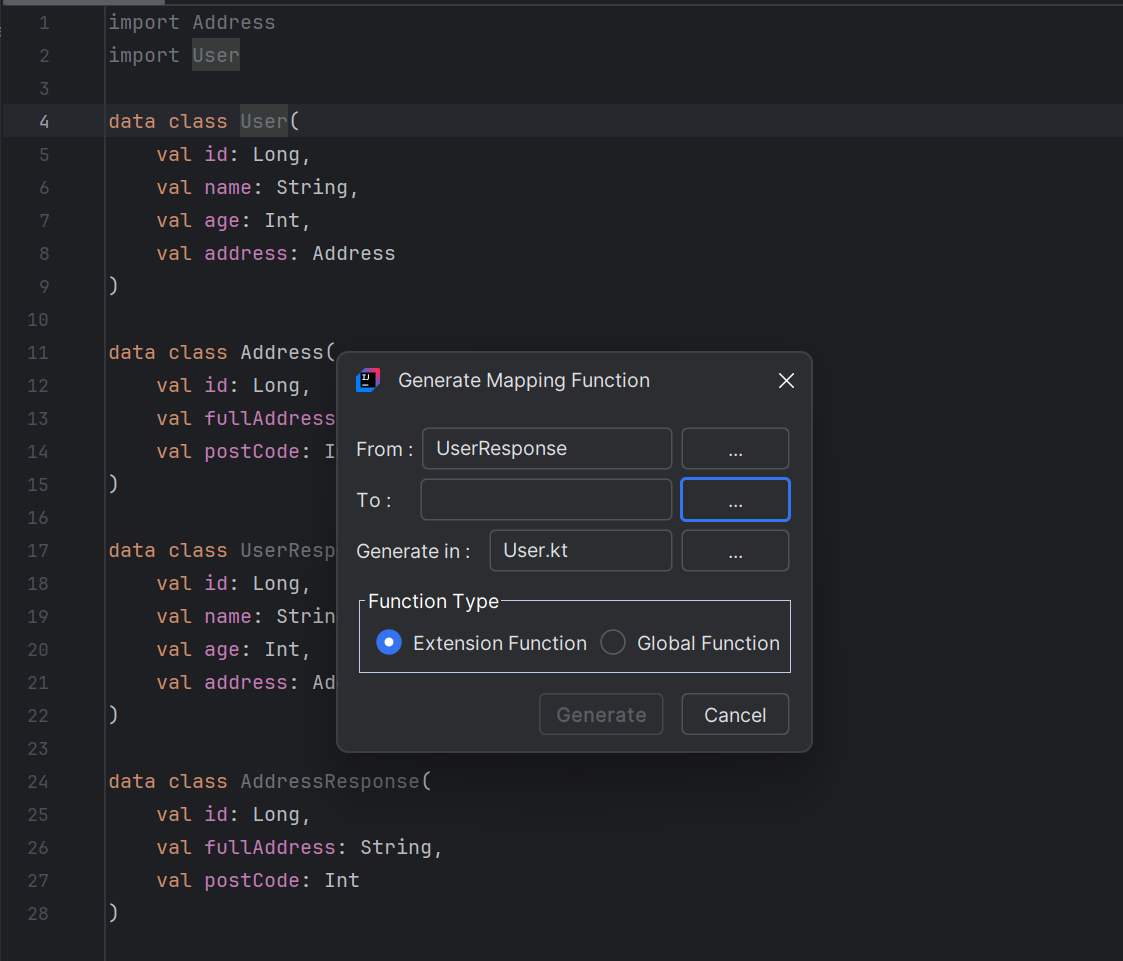 1 import Address
2 import User
3
4 data class User(
5     val id: Long,
6     val name: String,
7     val age: Int,
8     val address: Address
9 )
10
11 data class Address(
12     val id: Long,
13     val fullAddress
14     val postCode: I
15 )
16
17 data class UserResp
18     val id: Long,
19     val name: Strin
20     val age: Int,
21     val address: Ad
22 )
23
24 data class AddressResponse(
25     val id: Long,
26     val fullAddress: String,
27     val postCode: Int
28 )
IJ Generate Mapping Function
From : UserResponse ...
To : ...
Generate in : User.kt ...
Function Type
Extension Function Global Function
Generate Cancel